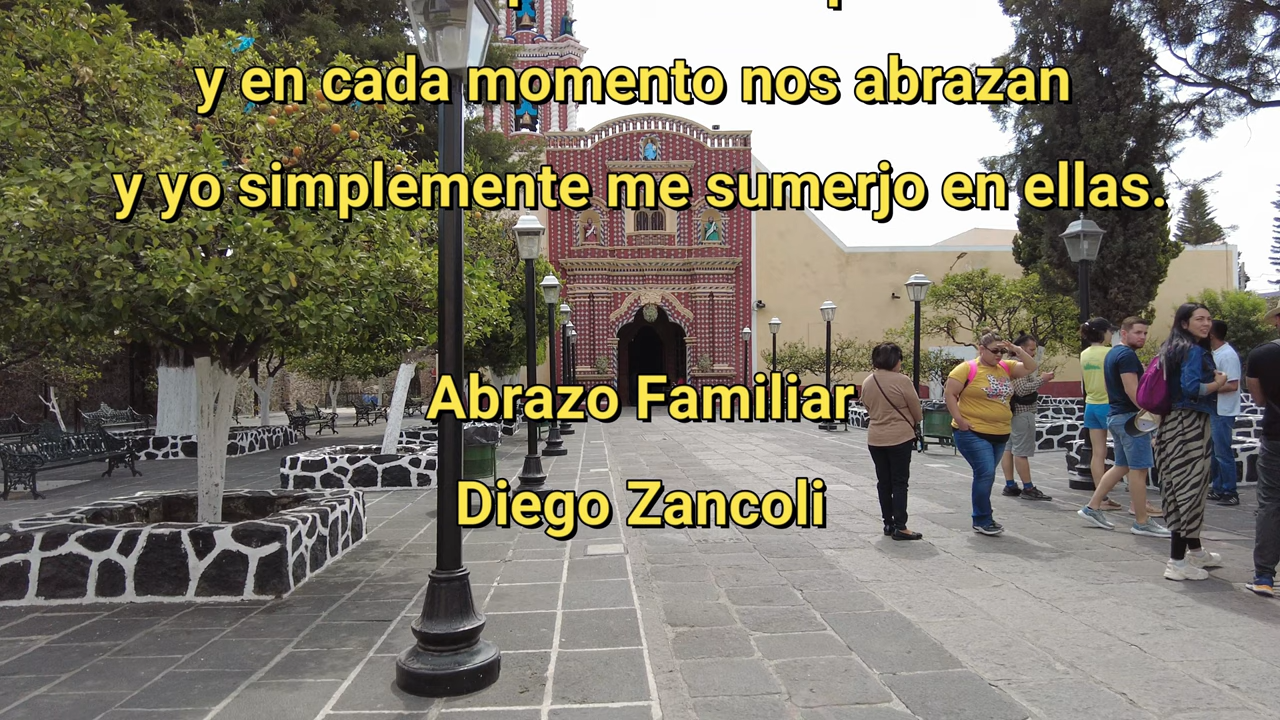 y en cada momento nos abrazan
y yo simplemente me sumerjo en ellas.
Abrazo Familiar
Diego Zancoli